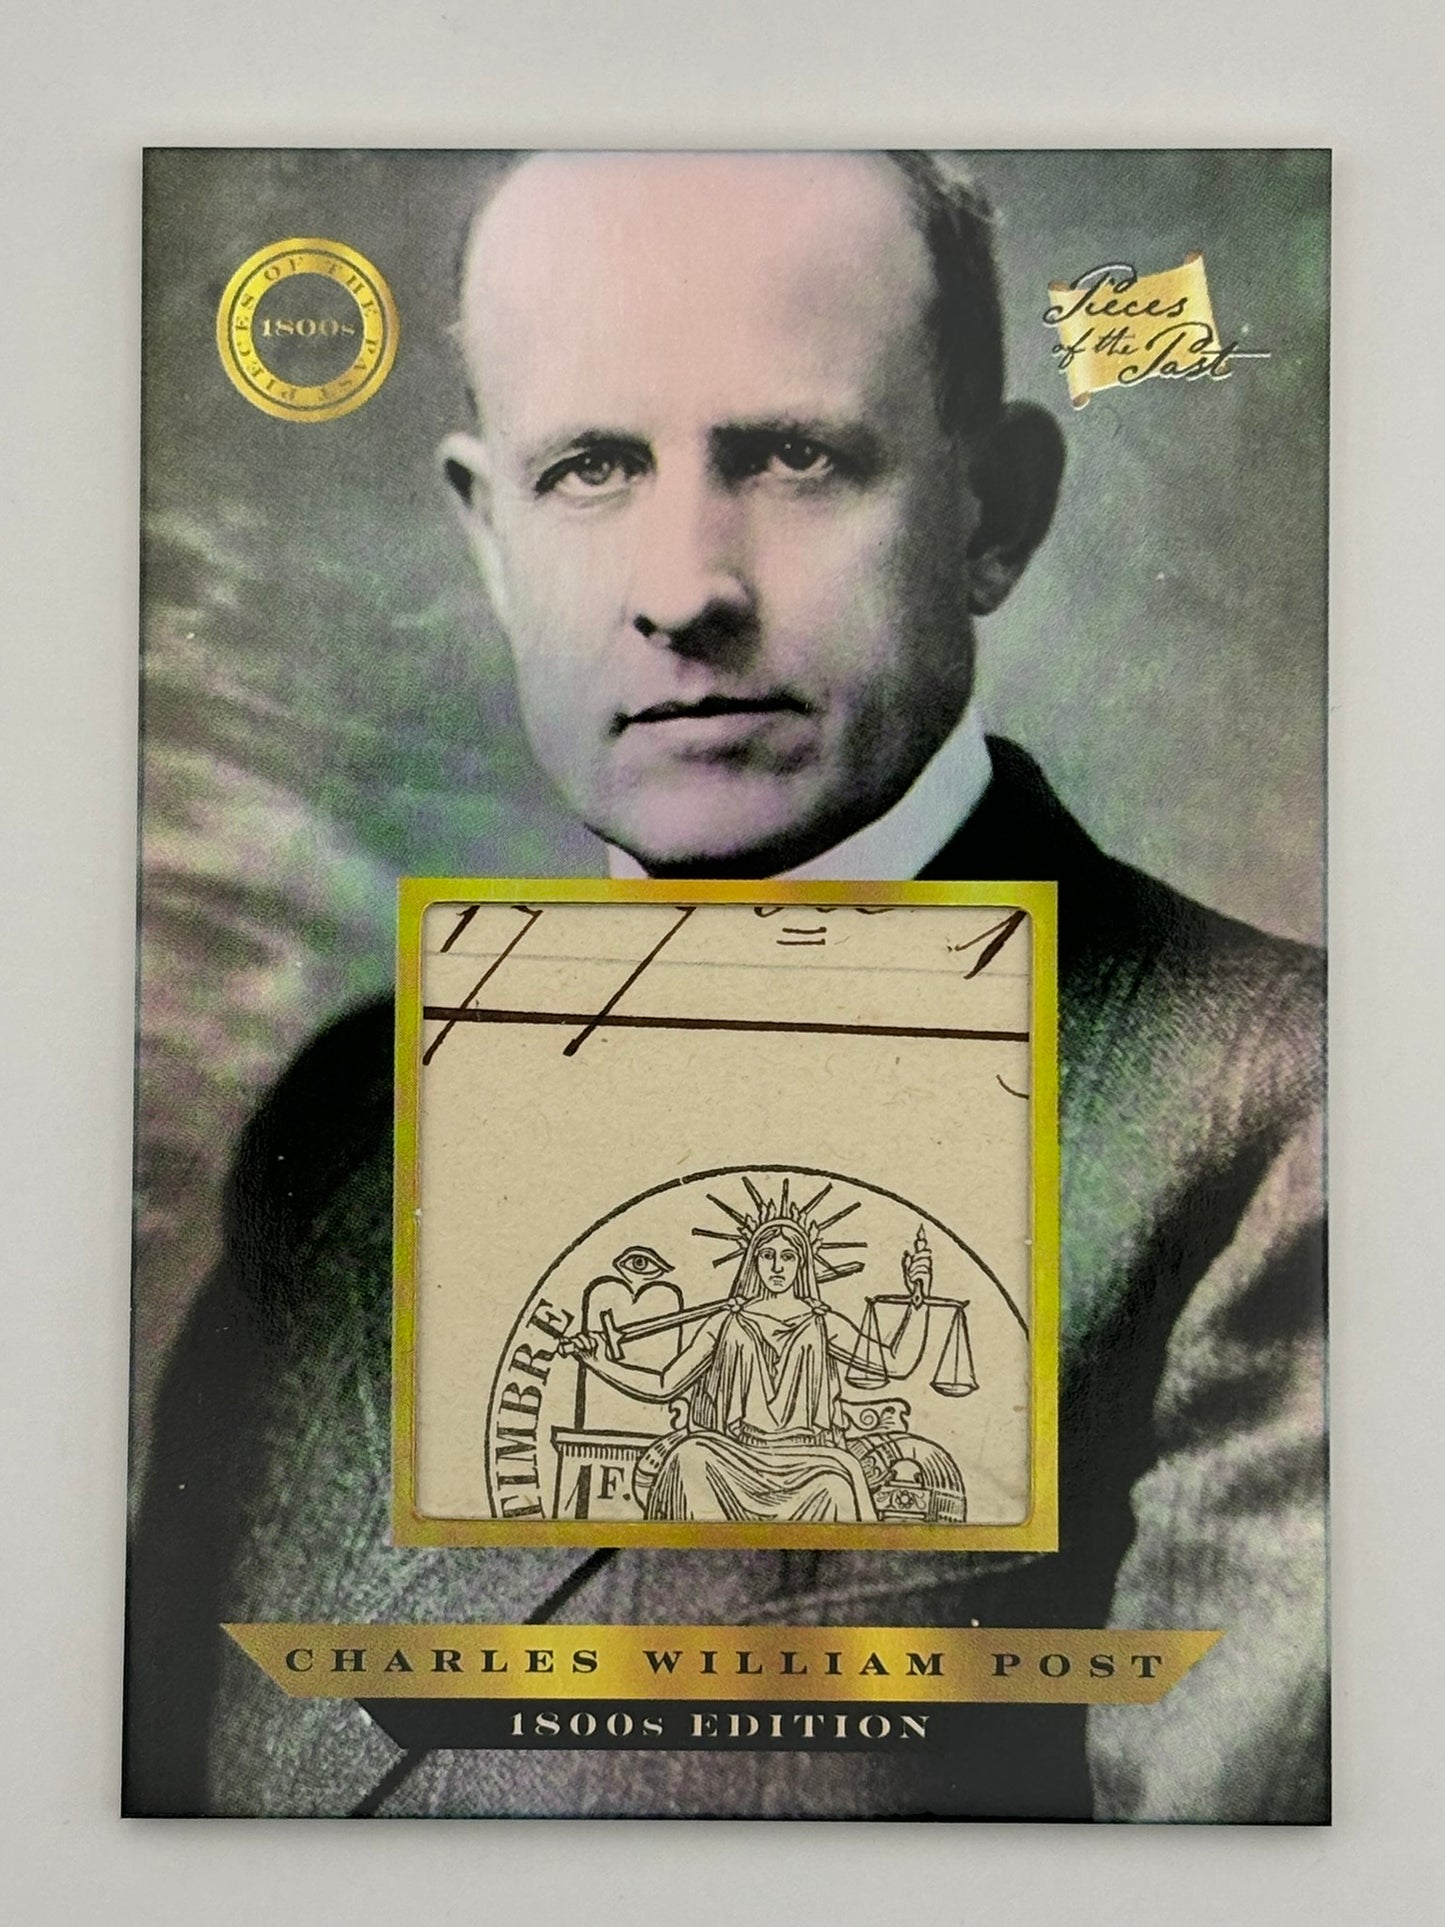 PIECES OF THE PAST
1800s
Pieces
of the Past
TIMBRE
F.
CHARLES WILLIAM POST
1800s EDITION